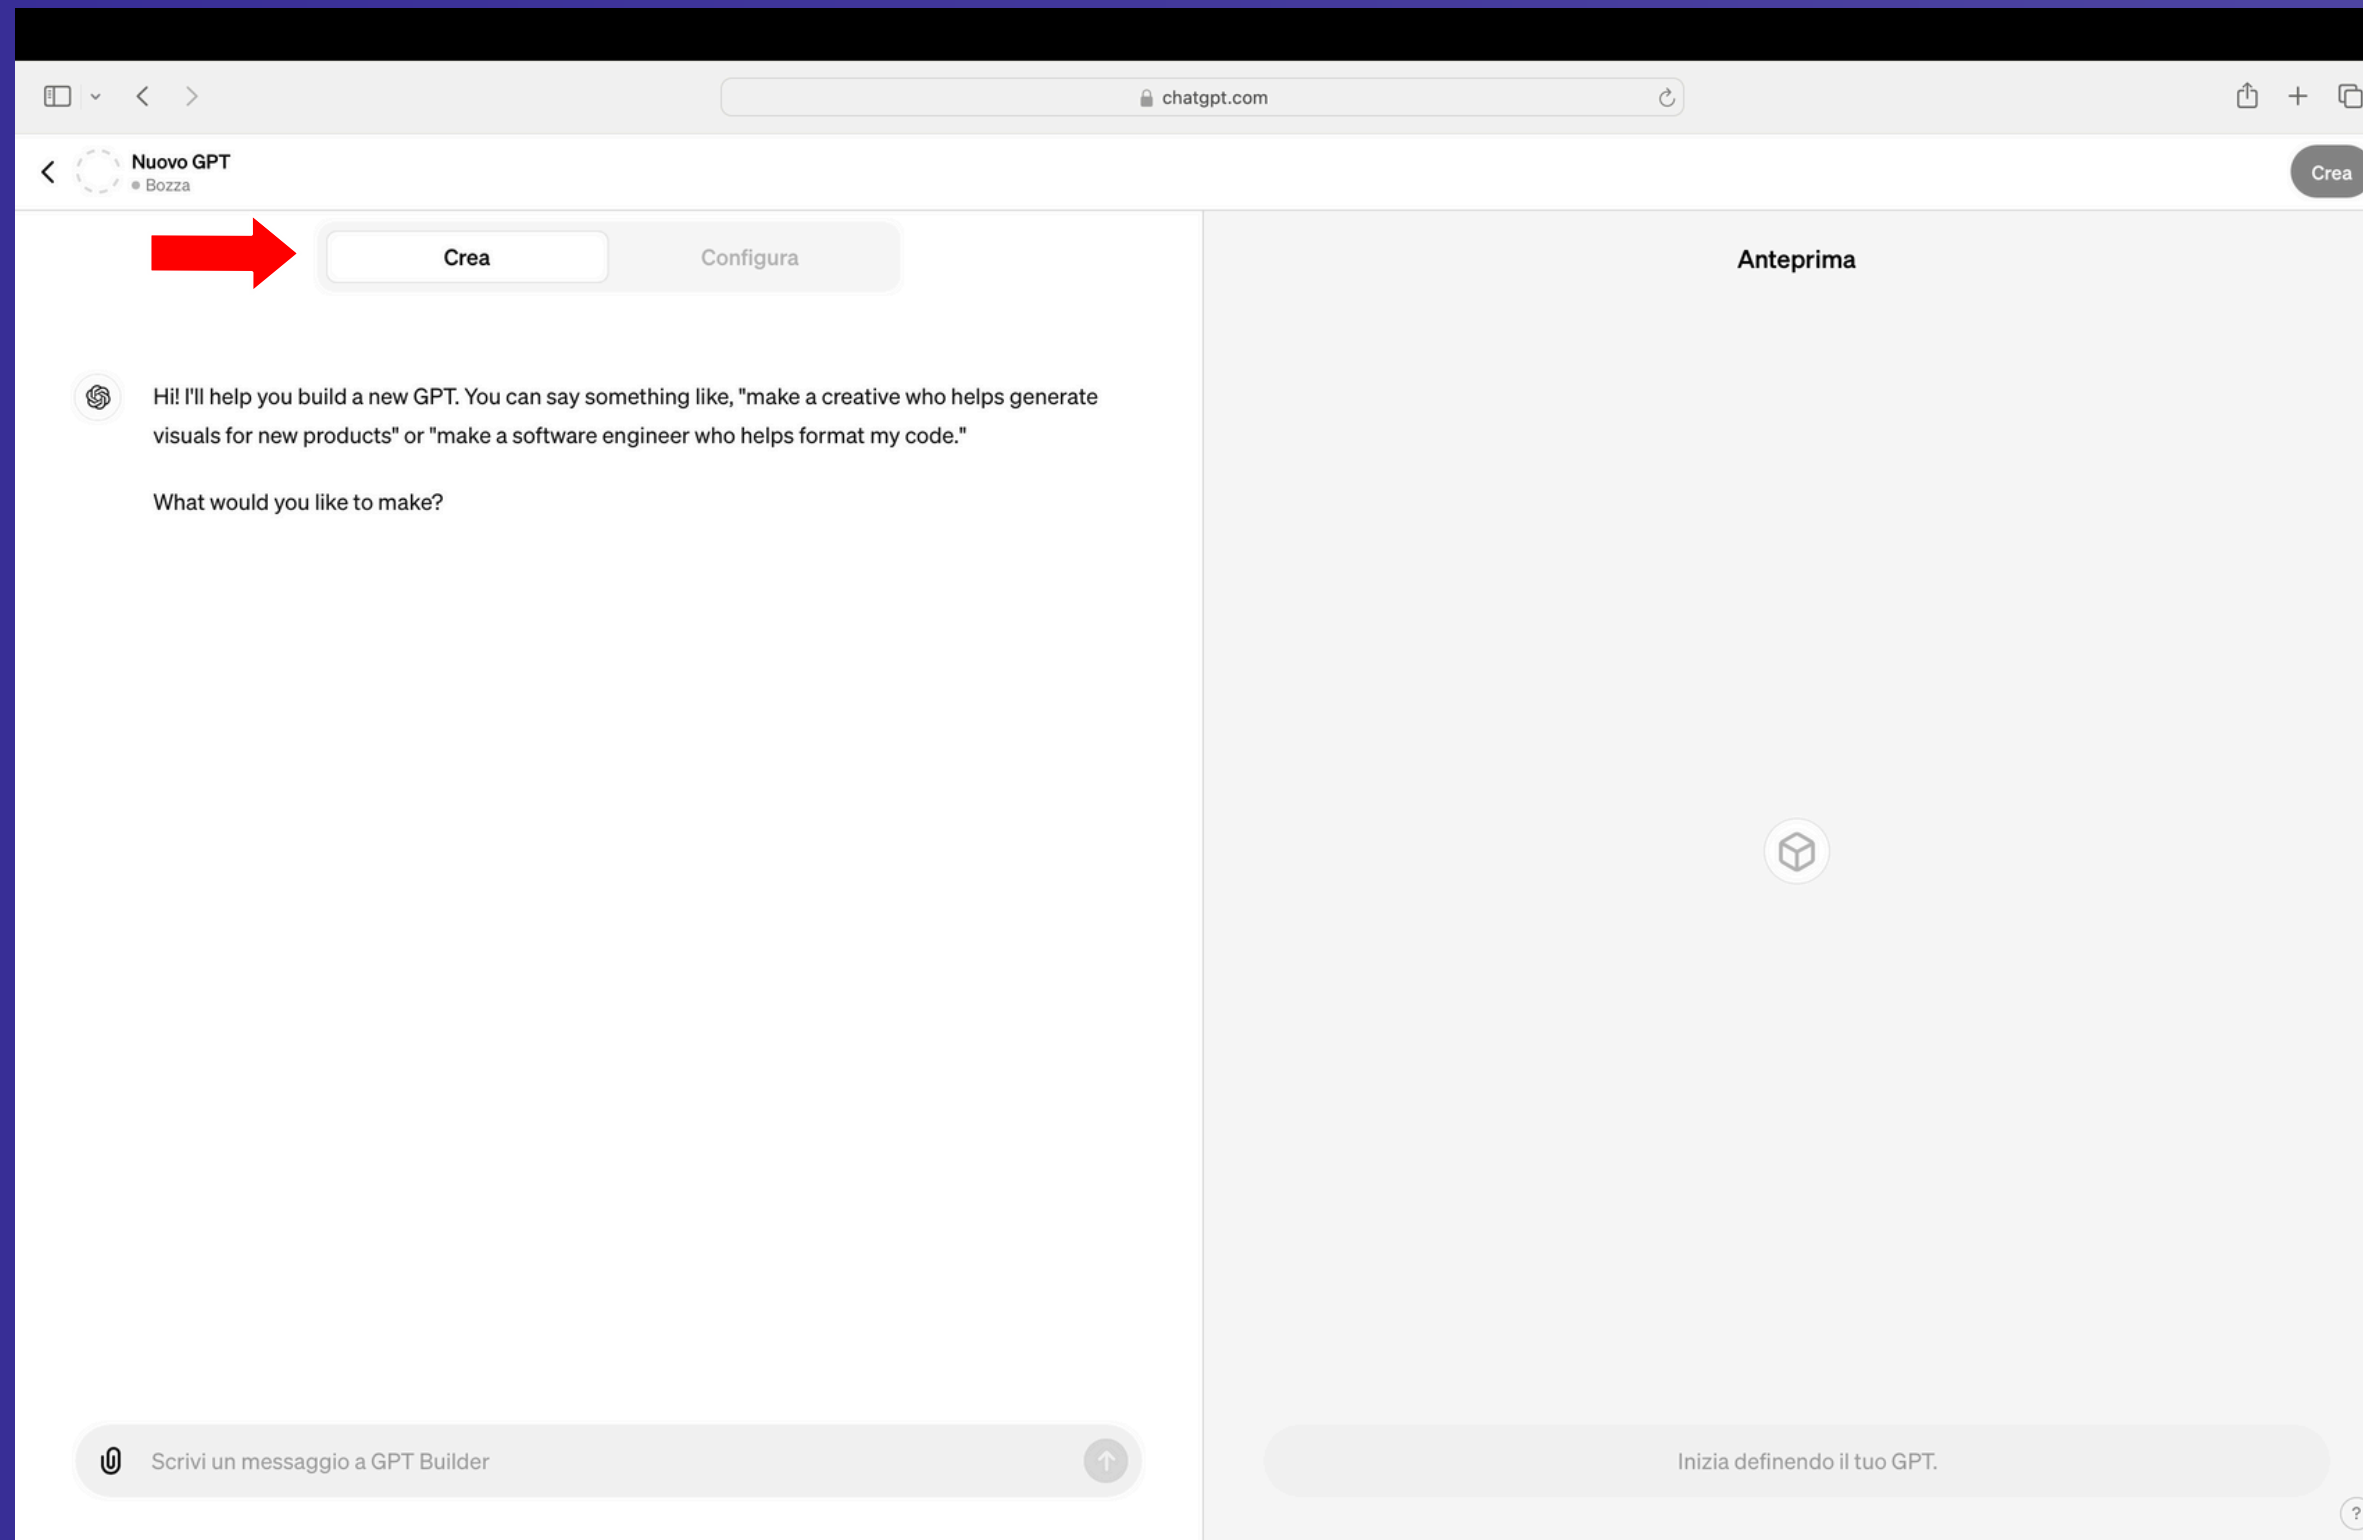 chatgpt.com
Nuovo GPT
Bozza
Crea
Crea
Configura
Anteprima
Hi! I'll help you build a new GPT. You can say something like, "make a creative who helps generate
visuals for new products" or "make a software engineer who helps format my code."
What would you like to make?
Scrivi un messaggio a GPT Builder
Inizia definendo il tuo GPT.
?